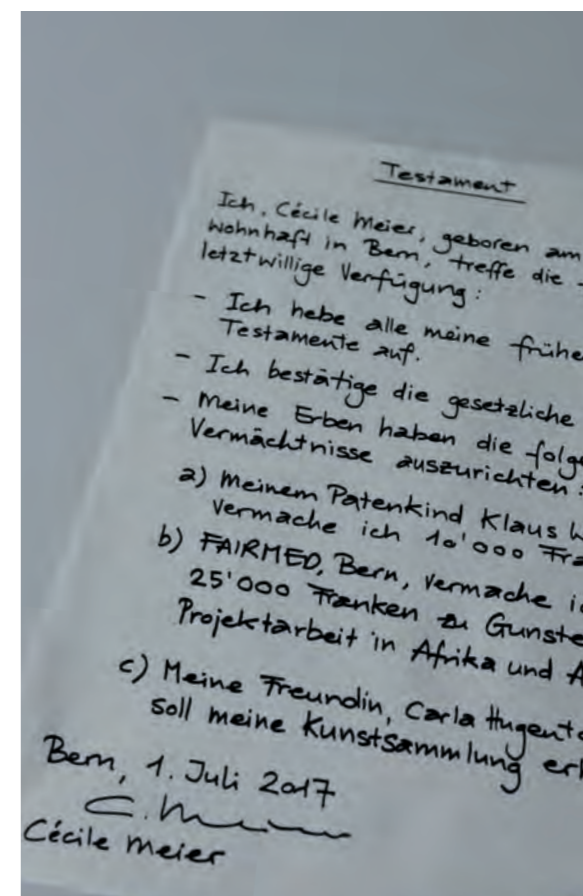 Testament
Ich, Cécile Meier, geboren am
wohnhaft in Bern, treffe die
letztwillige Verfügung:
- Ich hebe alle meine frühe
Testamente auf.
- Ich bestätige die gesetzliche
- Meine Erben haben die folge
Vermächtnisse auszurichten:
a) Meinem Patenkind Klaus
vermache ich 10'000 Fra
b) FAIRMED, Bern, vermache i
25'000 Franken zu Gunste
Projektarbeit in Afrika und A
c) Meine Freundin, Carla Hugent
soll meine Kunstsammlung er
Bern, 1. Juli 2017
C. Meier
Cécile Meier